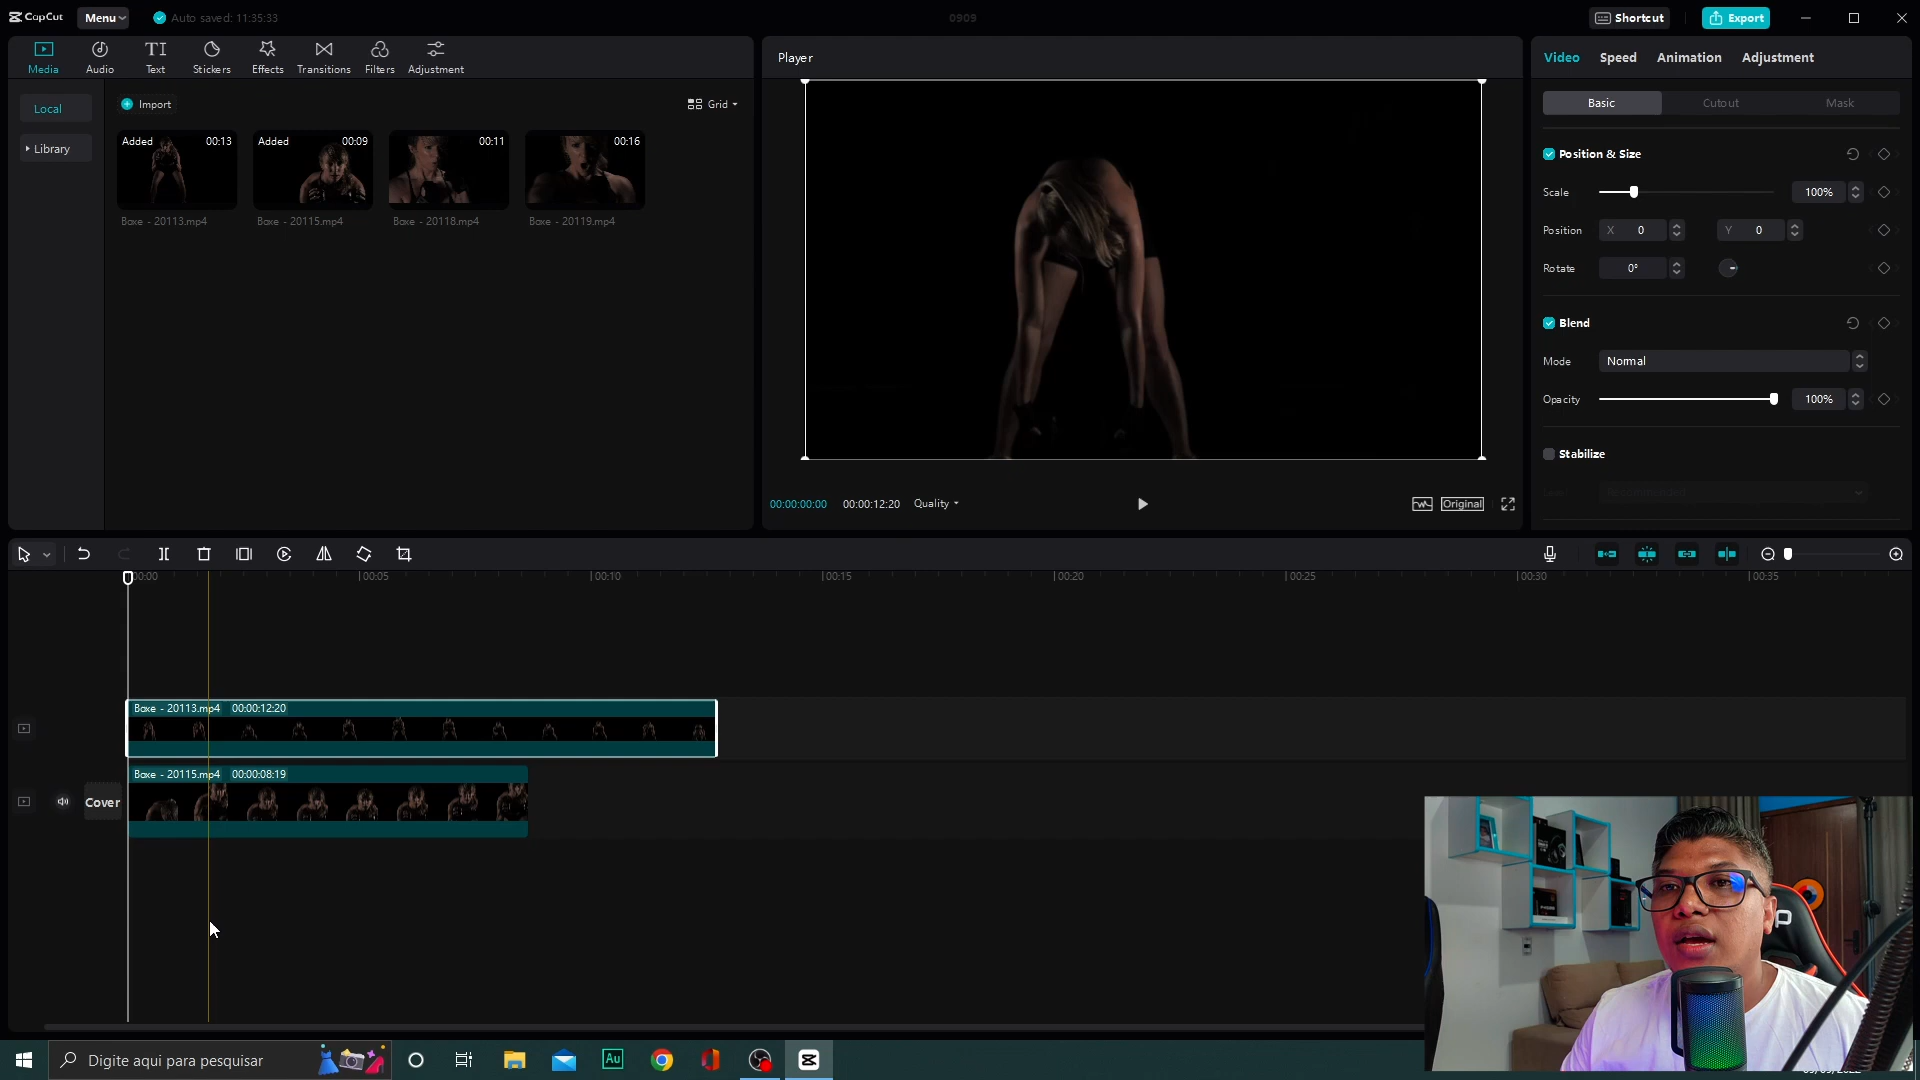 CapCut
Menu
Auto saved: 11:35:33
0909
Shortcut
Export
Media
Audio
Text
Stickers
Effects
Transitions
Filters
Adjustment
Player
Video
Speed
Animation
Adjustment
Local
Library
Import
Grid
Added 00:13
Added 00:09
00:11
00:16
Boxe - 20113.mp4
Boxe - 20115.mp4
Boxe - 20118.mp4
Boxe - 20119.mp4
Basic
Cutout
Mask
Position & Size
Scale
100%
Position
X 0
Y 0
Rotate
0°
Blend
Mode
Normal
Opacity
100%
Stabilize
Recommended
00:00:00:00
00:00:12:20
Quality
Original
00:00
00:05
00:10
00:15
00:20
00:25
00:30
00:35
Boxe - 20113.mp4 00:00:12:20
Boxe - 20115.mp4 00:00:08:19
Cover
Digite aqui para pesquisar
Au